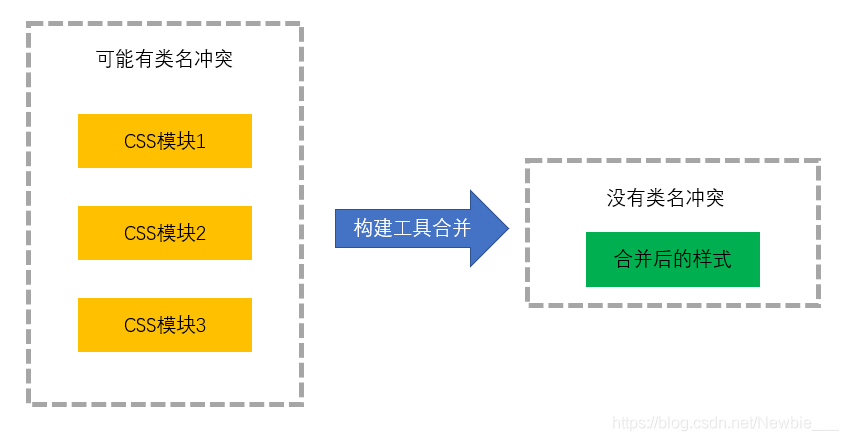 可能有类名冲突
CSS模块1
CSS模块2
CSS模块3
构建工具合并
没有类名冲突
合并后的样式
https://blog.csdn.net/Newbie___